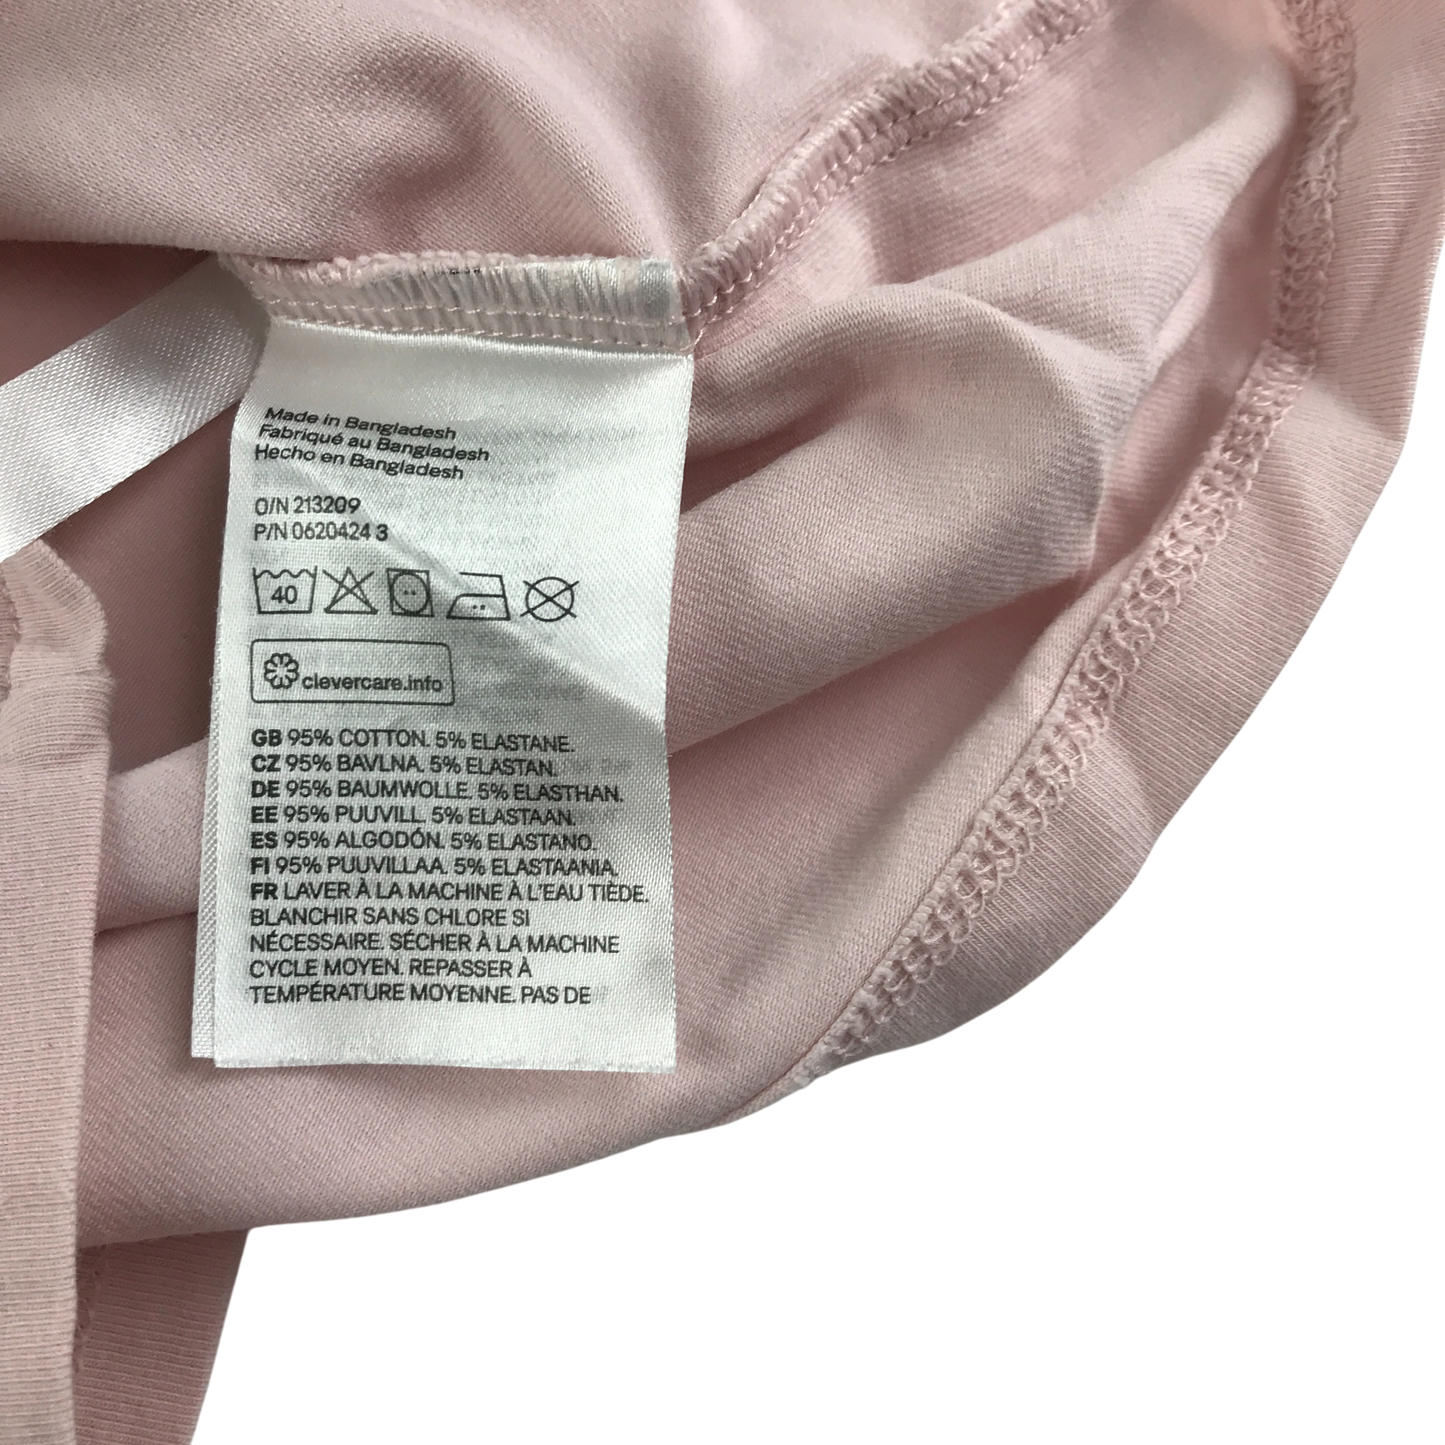 Made in Bangladesh
Fabriqué au Bangladesh
Hecho en Bangladesh
O/N 213209
P/N 0620424 3
40
clevercare.info
GB 95% COTTON. 5% ELASTANE.
CZ 95% BAVLNA. 5% ELASTAN.
DE 95% BAUMWOLLE. 5% ELASTHAN.
EE 95% PUUVILL. 5% ELASTAAN.
ES 95% ALGODÓN. 5% ELASTANO.
FI 95% PUUVILLAA. 5% ELASTAANIA.
FR LAVER À LA MACHINE À L'EAU TIÈDE.
BLANCHIR SANS CHLORE SI
NÉCESSAIRE. SÉCHER À LA MACHINE
CYCLE MOYEN. REPASSER À
TEMPÉRATURE MOYENNE. PAS DE